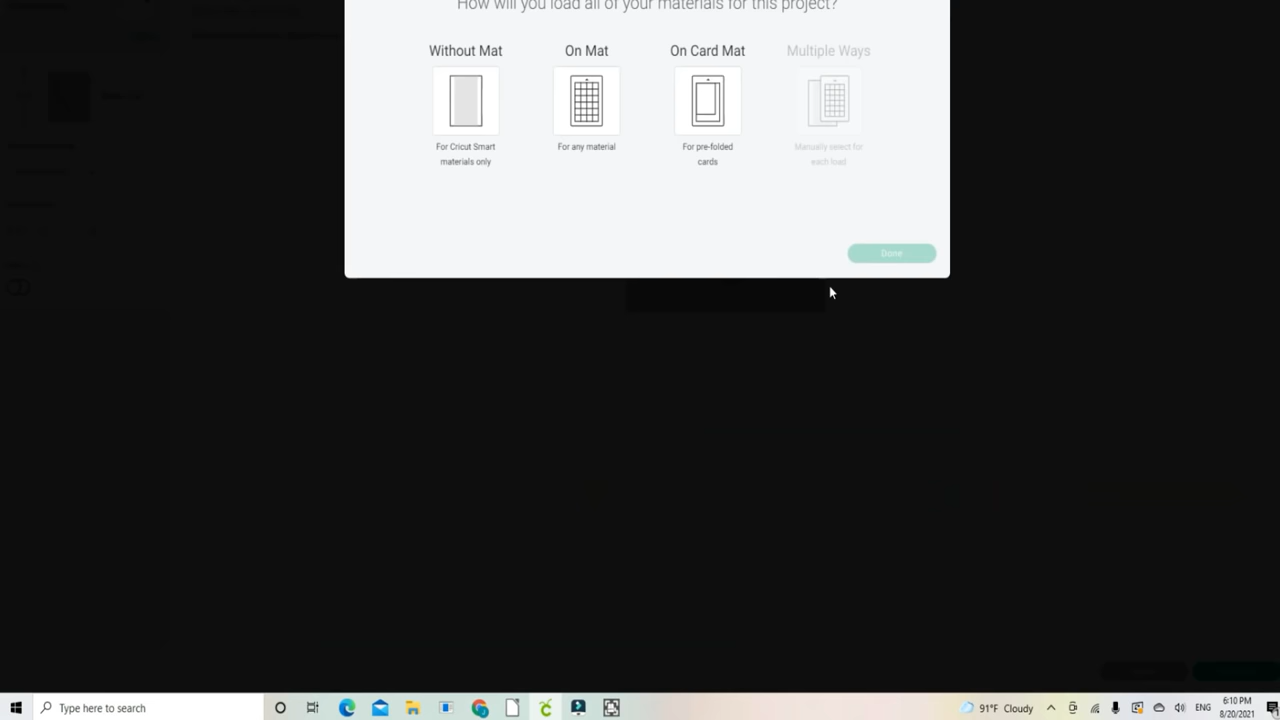 How will you load all of your materials for this project?
Without Mat
On Mat
On Card Mat
Multiple Ways
For Cricut Smart
materials only
For any material
For pre-folded
cards
Manually select for
each load
Done
Type here to search
91°F Cloudy
ENG
6:10 PM
8/20/2021